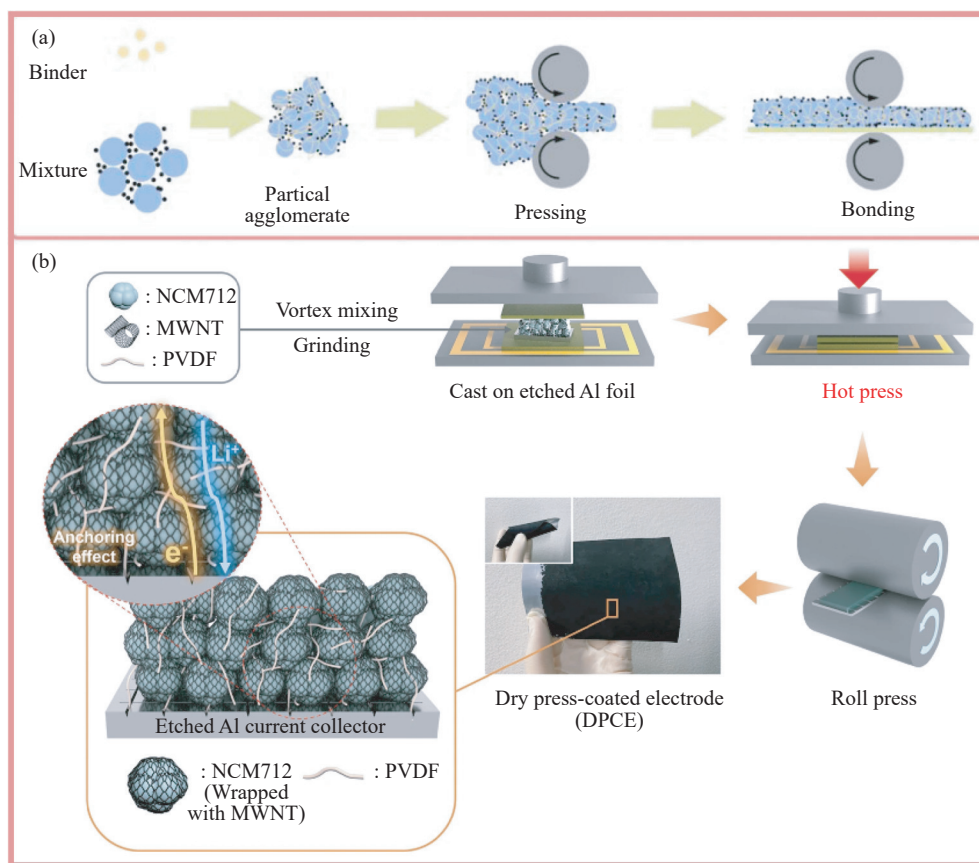 (a)
Binder
Mixture
Partical
agglomerate
Pressing
Bonding
(b)
: NCM712
: MWNT
: PVDF
Vortex mixing
Grinding
Cast on etched Al foil
Hot press
Li⁺
Anchoring
effect
e⁻
Etched Al current collector
: NCM712
(Wrapped
with MWNT)
: PVDF
Dry press-coated electrode
(DPCE)
Roll press